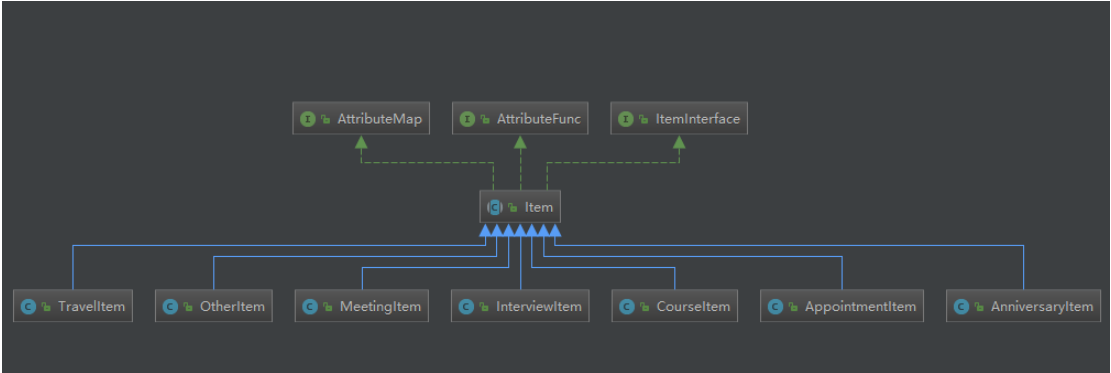 AttributeMap
AttributeFunc
ItemInterface
Item
TravelItem
OtherItem
MeetingItem
InterviewItem
CourseItem
AppointmentItem
AnniversaryItem